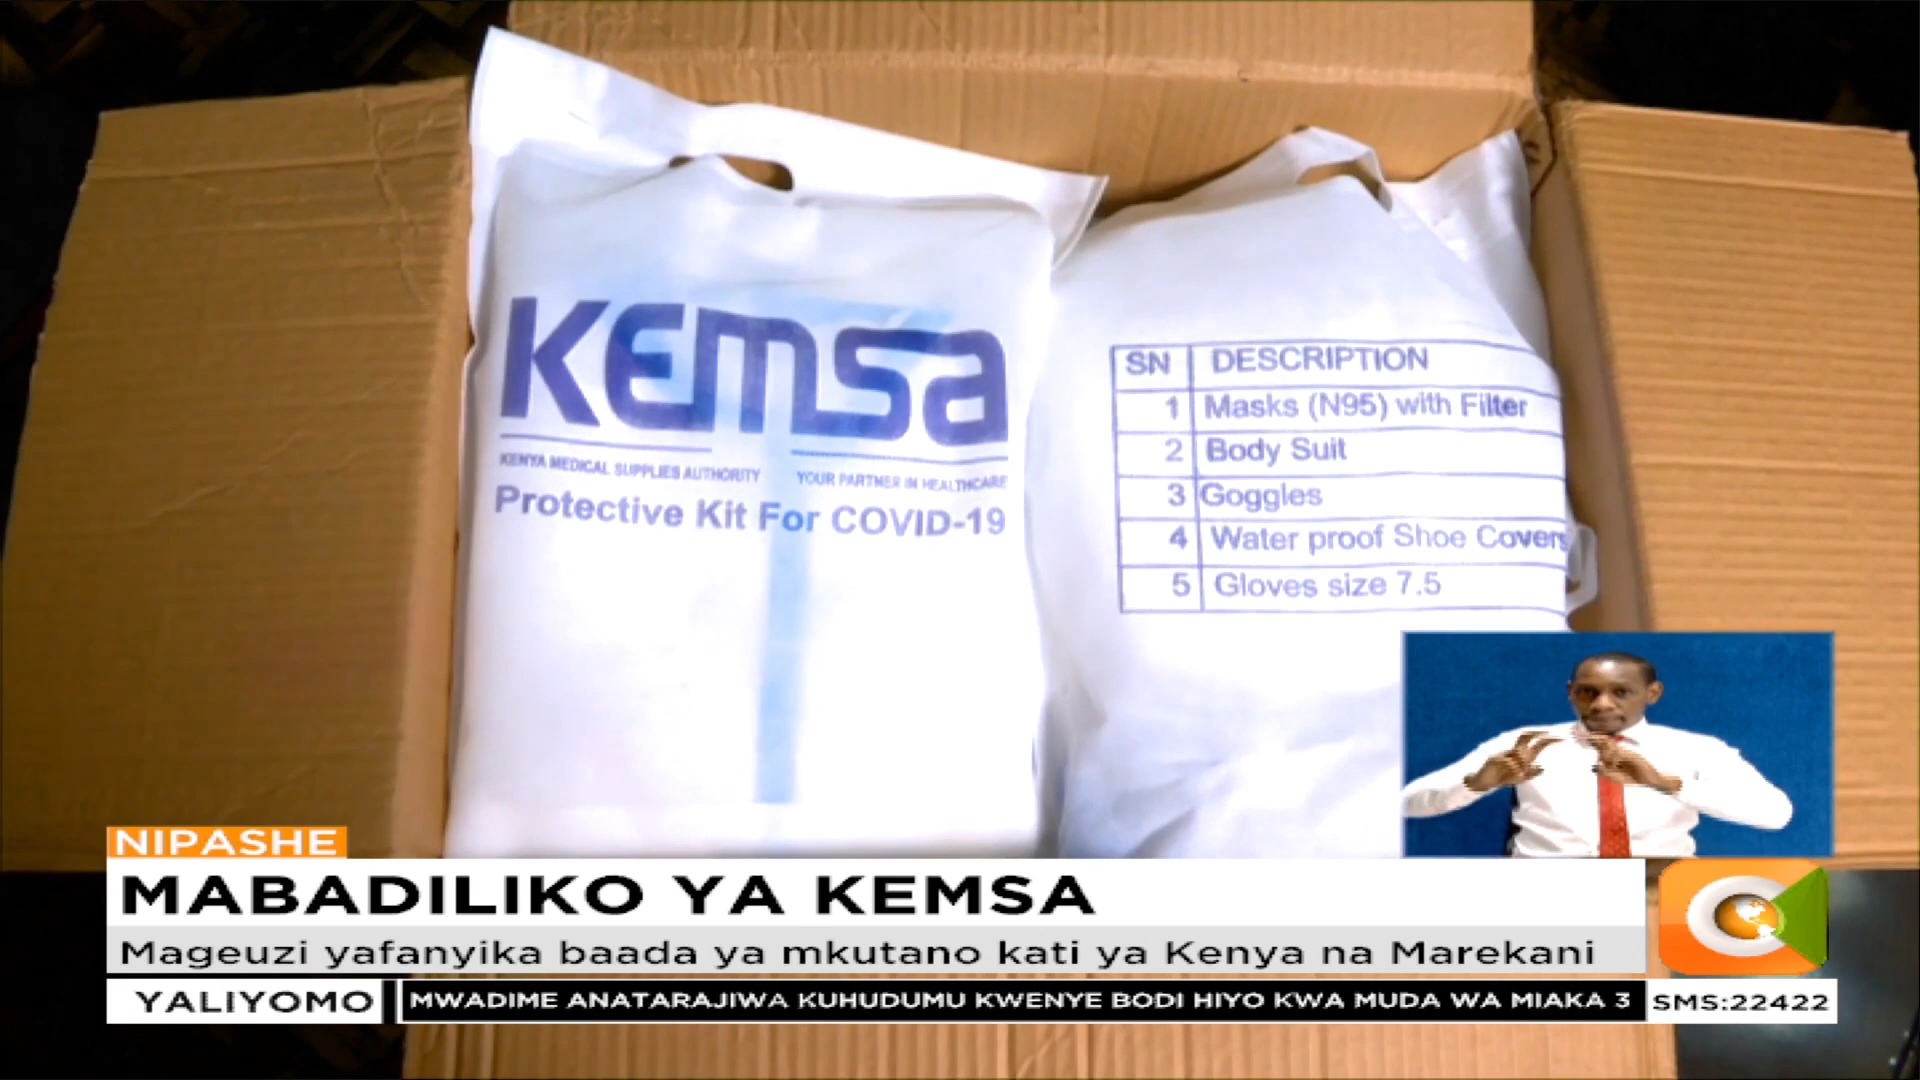 KEMSA
KENYA MEDICAL SUPPLIES AUTHORITY
YOUR PARTNER IN HEALTHCARE
Protective Kit For COVID-19
SN DESCRIPTION
1 Masks (N95) with Filter
2 Body Suit
3 Goggles
4 Water proof Shoe Covers
5 Gloves size 7.5
NIPASHE
MABADILIKO YA KEMSA
Mageuzi yafanyika baada ya mkutano kati ya Kenya na Marekani
YALIYOMO
MWADIME ANATARAJIWA KUHUDUMU KWENYE BODI HIYO KWA MUDA WA MIAKA 3
SMS:22422